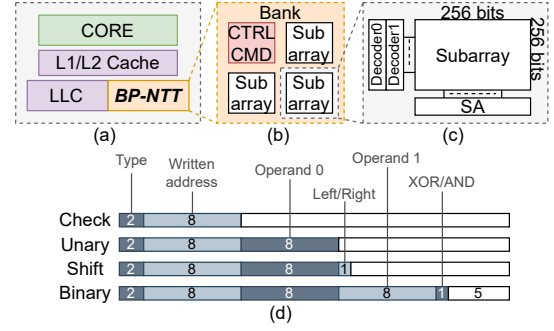 CORE
L1/L2 Cache
LLC
BP-NTT
(a)
Bank
CTRL
CMD
Sub
array
Sub
array
Sub
array
(b)
256 bits
256 bits
Decoder0
Decoder1
Subarray
SA
(c)
Type
Written
address
Operand 0
Left/Right
Operand 1
XOR/AND
Check 2 8
Unary 2 8 8
Shift 2 8 8 1
Binary 2 8 8 8 1 5
(d)